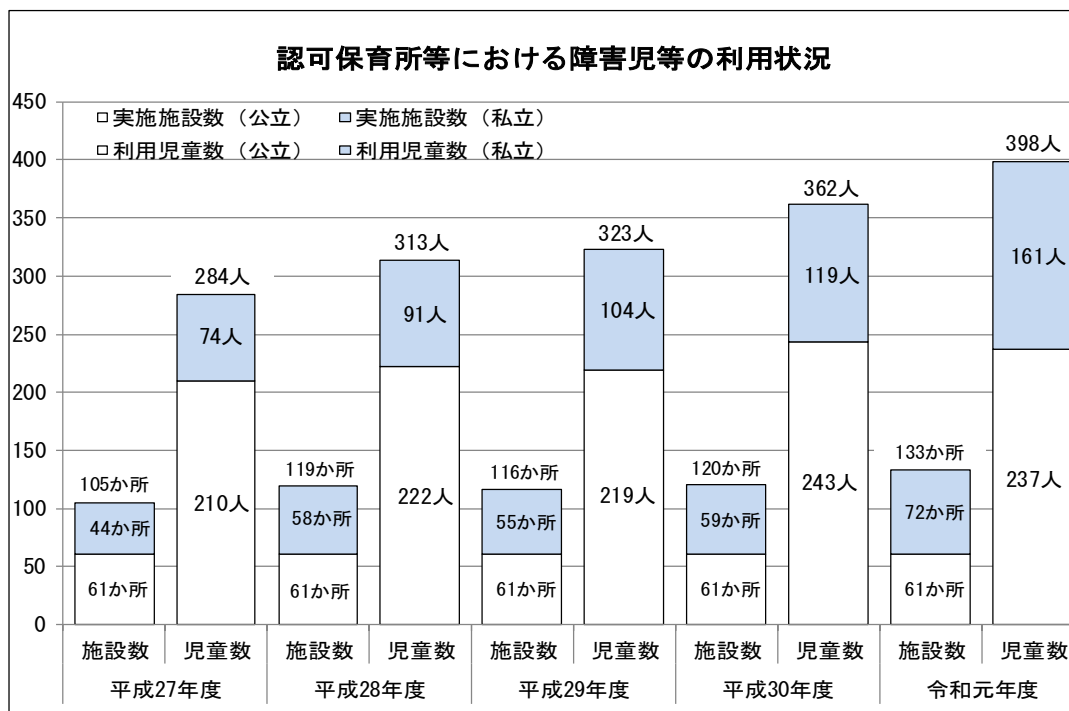 認可保育所等における障害児等の利用状況
450
400
350
300
250
200
150
100
50
0
実施施設数（公立） 実施施設数（私立）
利用児童数（公立） 利用児童数（私立）
105か所
44か所
61か所
284人
74人
210人
119か所
58か所
61か所
313人
91人
222人
116か所
55か所
61か所
323人
104人
219人
120か所
59か所
61か所
362人
119人
243人
133か所
72か所
61か所
398人
161人
237人
施設数 児童数 施設数 児童数 施設数 児童数 施設数 児童数 施設数 児童数
平成27年度 平成28年度 平成29年度 平成30年度 令和元年度